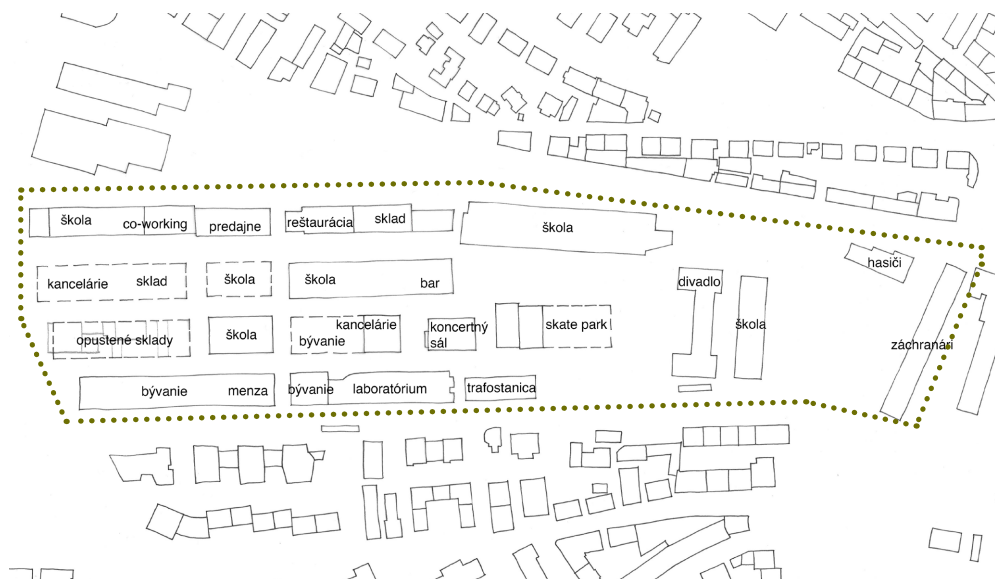 škola
co-working
predajne
reštaurácia
sklad
škola
hasiči
kancelárie
sklad
škola
škola
bar
divadlo
opustené sklady
škola
kancelárie
bývanie
koncertný
sál
skate park
škola
záchranári
bývanie
menza
bývanie
laboratórium
trafostanica